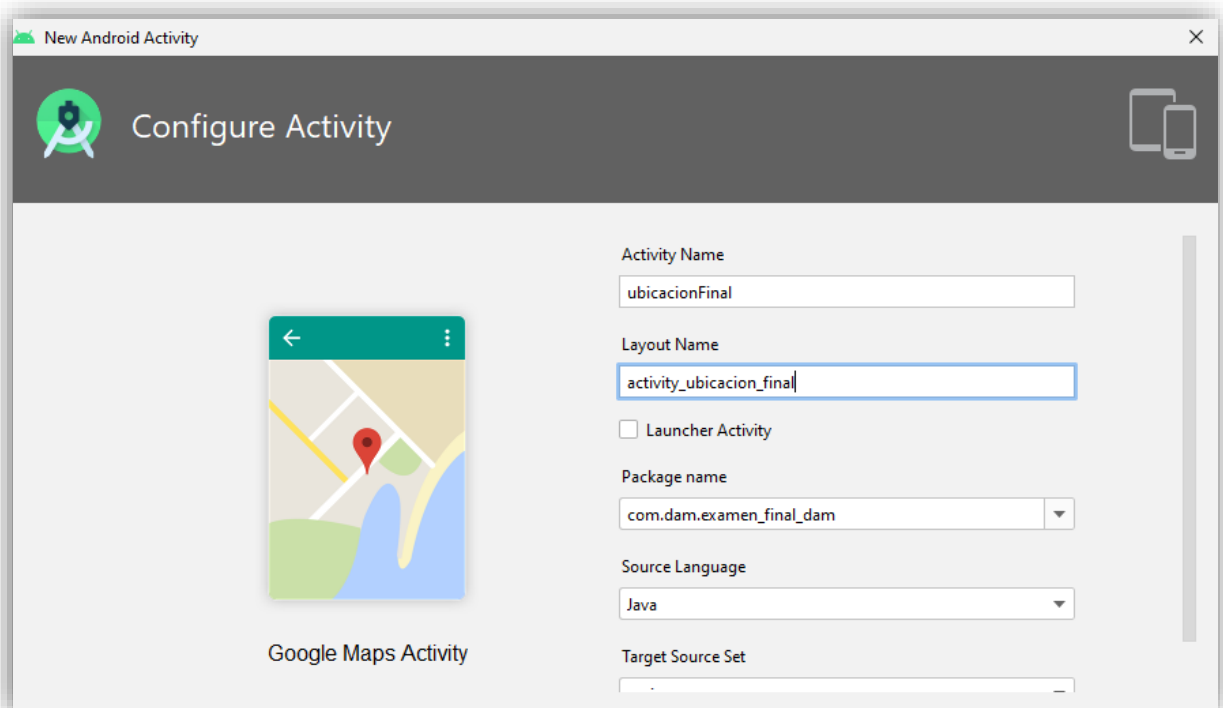 New Android Activity
Configure Activity
Activity Name
ubicacionFinal
Layout Name
activity_ubicacion_final
Launcher Activity
Package name
com.dam.examen_final_dam
Source Language
Java
Google Maps Activity
Target Source Set